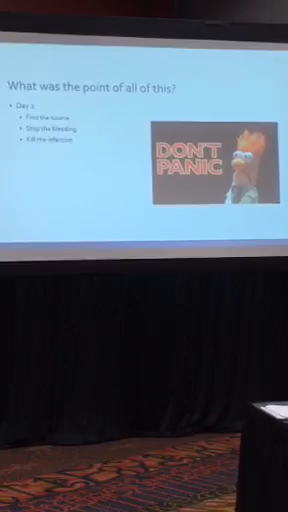 What was the point of all of this?
Day 2
Find the source
Stop the bleeding
Kill the infection
DON'T
PANIC